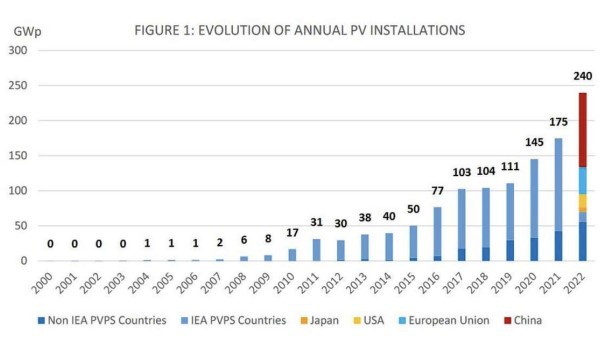 FIGURE 1: EVOLUTION OF ANNUAL PV INSTALLATIONS
GWp
300
250
200
150
100
50
0
0 0 0 0 1 1 1 2 6 8 17 31 30 38 40 50 77 103 104 111 145 175 240
2000 2001 2002 2003 2004 2005 2006 2007 2008 2009 2010 2011 2012 2013 2014 2015 2016 2017 2018 2019 2020 2021 2022
Non IEA PVPS Countries IEA PVPS Countries Japan USA European Union China